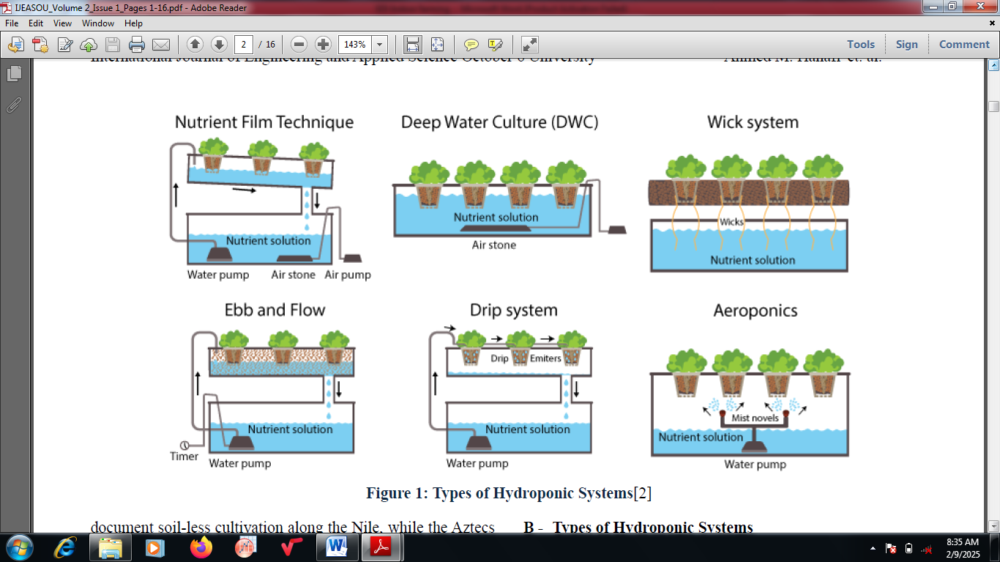 IJEASOU_Volume 2_Issue 1_Pages 1-16.pdf - Adobe Reader
File Edit View Window Help
2 / 16 143% Tools Sign Comment
International Journal of Engineering and Applied Science October 6 University Ahmed M. Hanafi et. al.
Nutrient Film Technique
Nutrient solution
Water pump Air stone Air pump
Deep Water Culture (DWC)
Nutrient solution
Air stone
Wick system
Wicks
Nutrient solution
Ebb and Flow
Nutrient solution
Timer
Water pump
Drip system
Drip Emiters
Nutrient solution
Water pump
Aeroponics
Mist novels
Nutrient solution
Water pump
Figure 1: Types of Hydroponic Systems[2]
document soil-less cultivation along the Nile, while the Aztecs
B - Types of Hydroponic Systems
8:35 AM
2/9/2025